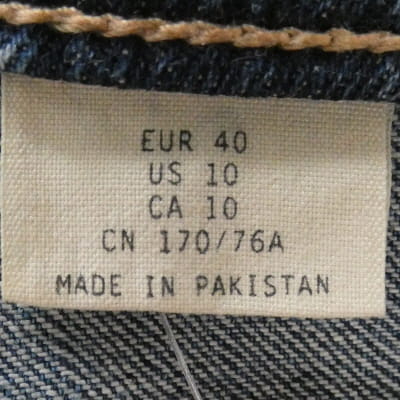 EUR 40
US 10
CA 10
CN 170/76A
MADE IN PAKISTAN